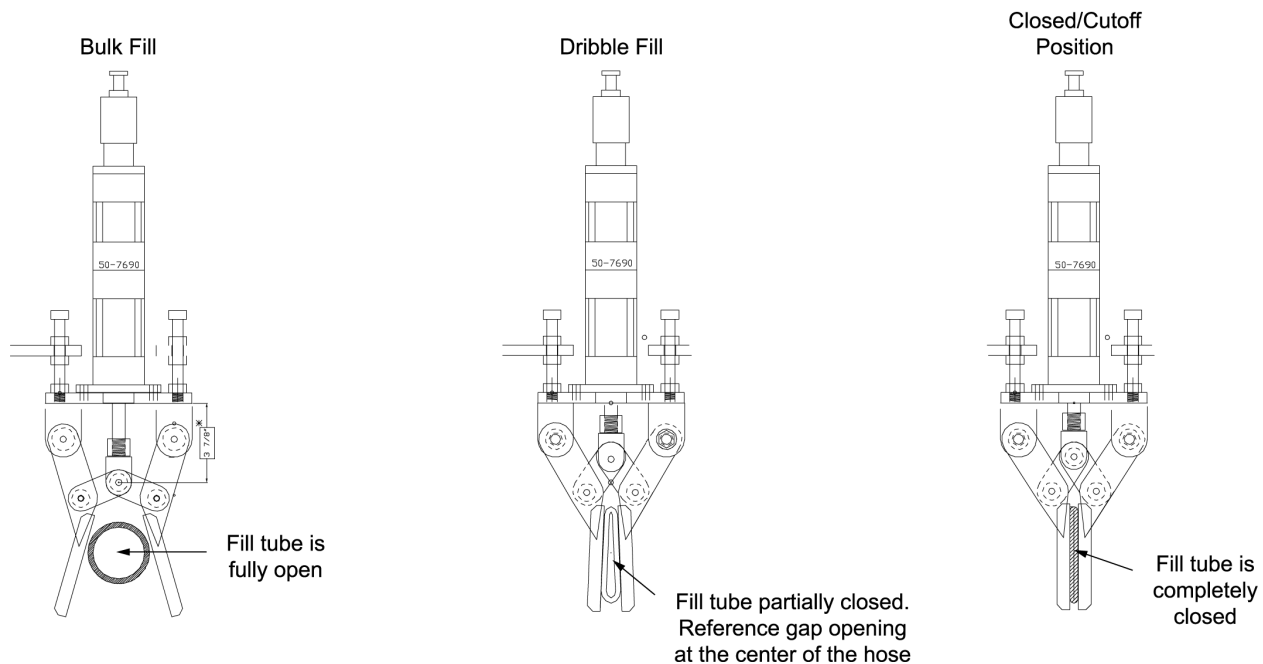 Bulk Fill
Dribble Fill
Closed/Cutoff
Position
50-7690
50-7690
50-7690
3 7/8"
*
Fill tube is
fully open
Fill tube partially closed.
Reference gap opening
at the center of the hose
Fill tube is
completely
closed